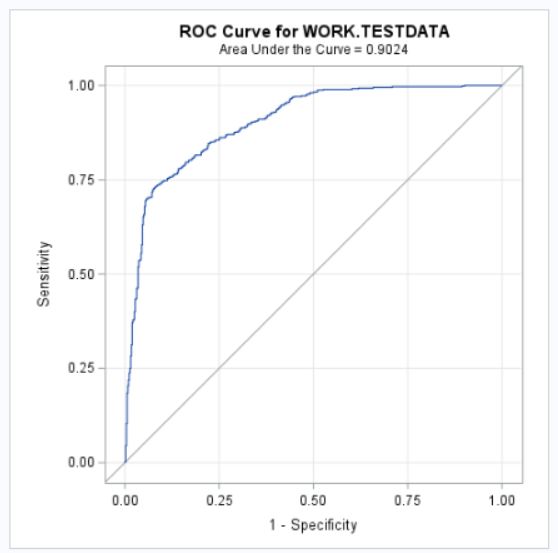 ROC Curve for WORK.TESTDATA
Area Under the Curve = 0.9024
1.00
0.75
0.50
0.25
0.00
Sensitivity
0.00 0.25 0.50 0.75 1.00
1 - Specificity